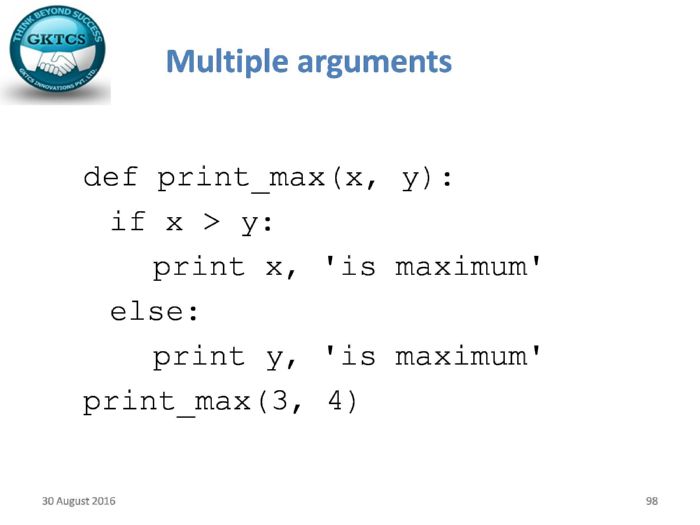 THINK BEYOND SUCCESS
GKTCS
GKTCS INNOVATIONS PVT. LTD.
Multiple arguments
def print_max(x, y):
if x > y:
print x, 'is maximum'
else:
print y, 'is maximum'
print_max(3, 4)
30 August 2016
98